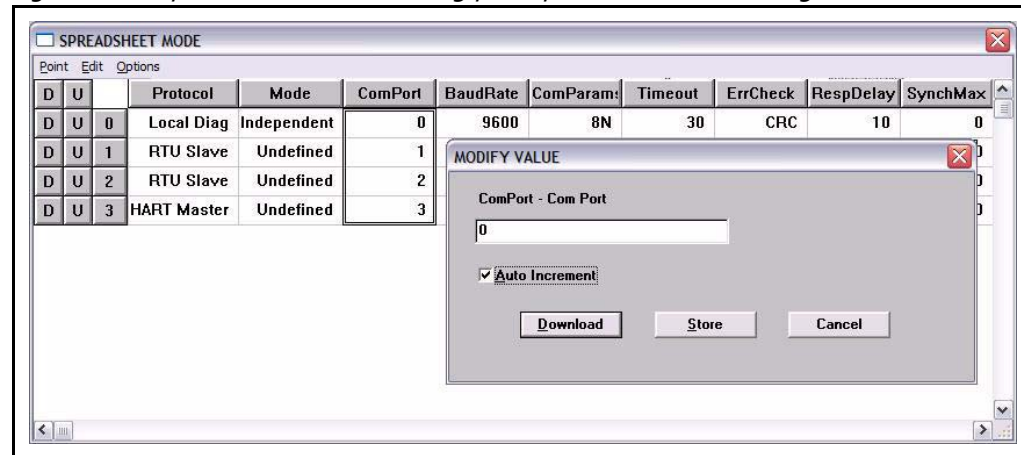 SPREADSHEET MODE
Point Edit Options
D U Protocol Mode ComPort BaudRate ComParams Timeout ErrCheck RespDelay SynchMax
D U 0 Local Diag Independent 0 9600 8N 30 CRC 10 0
D U 1 RTU Slave Undefined 1
D U 2 RTU Slave Undefined 2
D U 3 HART Master Undefined 3
MODIFY VALUE
ComPort - Com Port
0
Auto Increment
Download Store Cancel